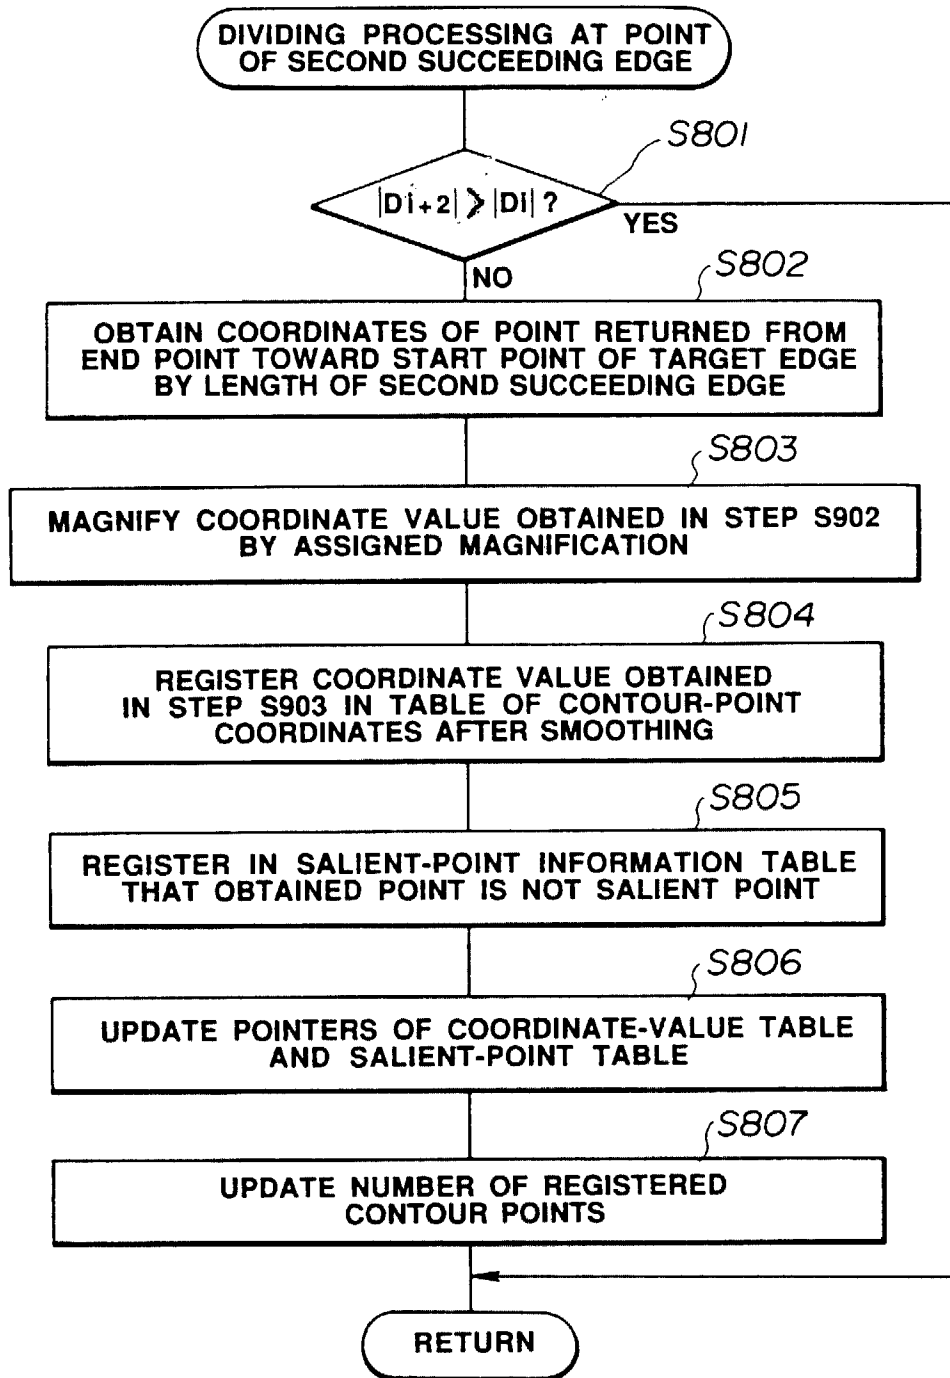 DIVIDING PROCESSING AT POINT
OF SECOND SUCCEEDING EDGE
S801
|Di+2| > |Di| ?
YES
NO
S802
OBTAIN COORDINATES OF POINT RETURNED FROM
END POINT TOWARD START POINT OF TARGET EDGE
BY LENGTH OF SECOND SUCCEEDING EDGE
S803
MAGNIFY COORDINATE VALUE OBTAINED IN STEP S902
BY ASSIGNED MAGNIFICATION
S804
REGISTER COORDINATE VALUE OBTAINED
IN STEP S903 IN TABLE OF CONTOUR-POINT
COORDINATES AFTER SMOOTHING
S805
REGISTER IN SALIENT-POINT INFORMATION TABLE
THAT OBTAINED POINT IS NOT SALIENT POINT
S806
UPDATE POINTERS OF COORDINATE-VALUE TABLE
AND SALIENT-POINT TABLE
S807
UPDATE NUMBER OF REGISTERED
CONTOUR POINTS
RETURN